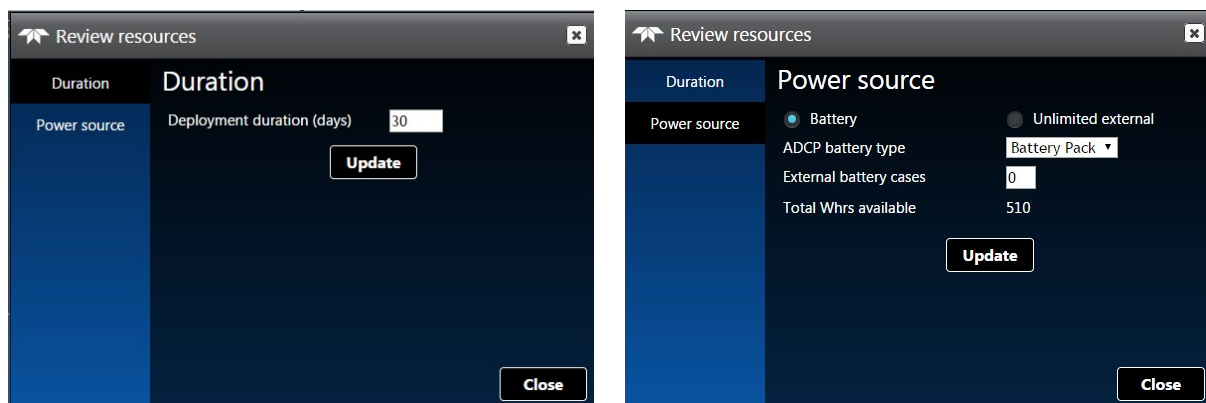 Review resources
Duration
Power source
Duration
Deployment duration (days) 30
Update
Close
Review resources
Duration
Power source
Power source
Battery Unlimited external
ADCP battery type Battery Pack
External battery cases 0
Total Whrs available 510
Update
Close